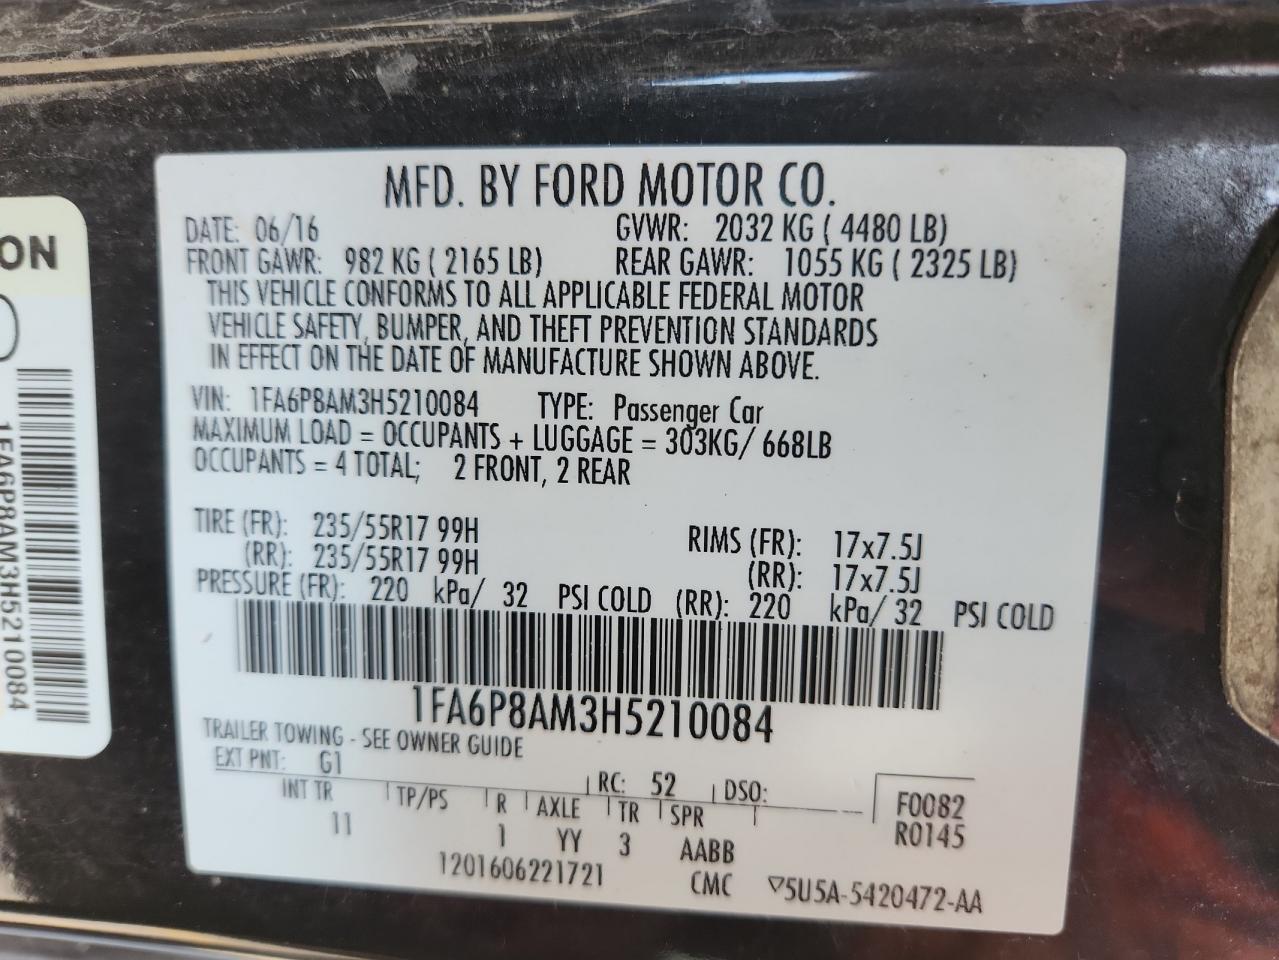 MFD. BY FORD MOTOR CO.
DATE: 06/16 GVWR: 2032 KG ( 4480 LB)
FRONT GAWR: 982 KG ( 2165 LB) REAR GAWR: 1055 KG ( 2325 LB)
THIS VEHICLE CONFORMS TO ALL APPLICABLE FEDERAL MOTOR
VEHICLE SAFETY, BUMPER, AND THEFT PREVENTION STANDARDS
IN EFFECT ON THE DATE OF MANUFACTURE SHOWN ABOVE.
VIN: 1FA6P8AM3H5210084 TYPE: Passenger Car
MAXIMUM LOAD = OCCUPANTS + LUGGAGE = 303KG/ 668LB
OCCUPANTS = 4 TOTAL; 2 FRONT, 2 REAR
TIRE (FR): 235/55R17 99H RIMS (FR): 17x7.5J
(RR): 235/55R17 99H (RR): 17x7.5J
PRESSURE (FR): 220 kPa/ 32 PSI COLD (RR): 220 kPa/ 32 PSI COLD
1FA6P8AM3H5210084
TRAILER TOWING - SEE OWNER GUIDE
EXT PNT: G1 RC: 52 DSO:
INT TR TP/PS R AXLE TR SPR F0082
11 1 YY 3 AABB R0145
1201606221721 CMC ▽5U5A-5420472-AA
ON
1FA6P8AM3H5210084